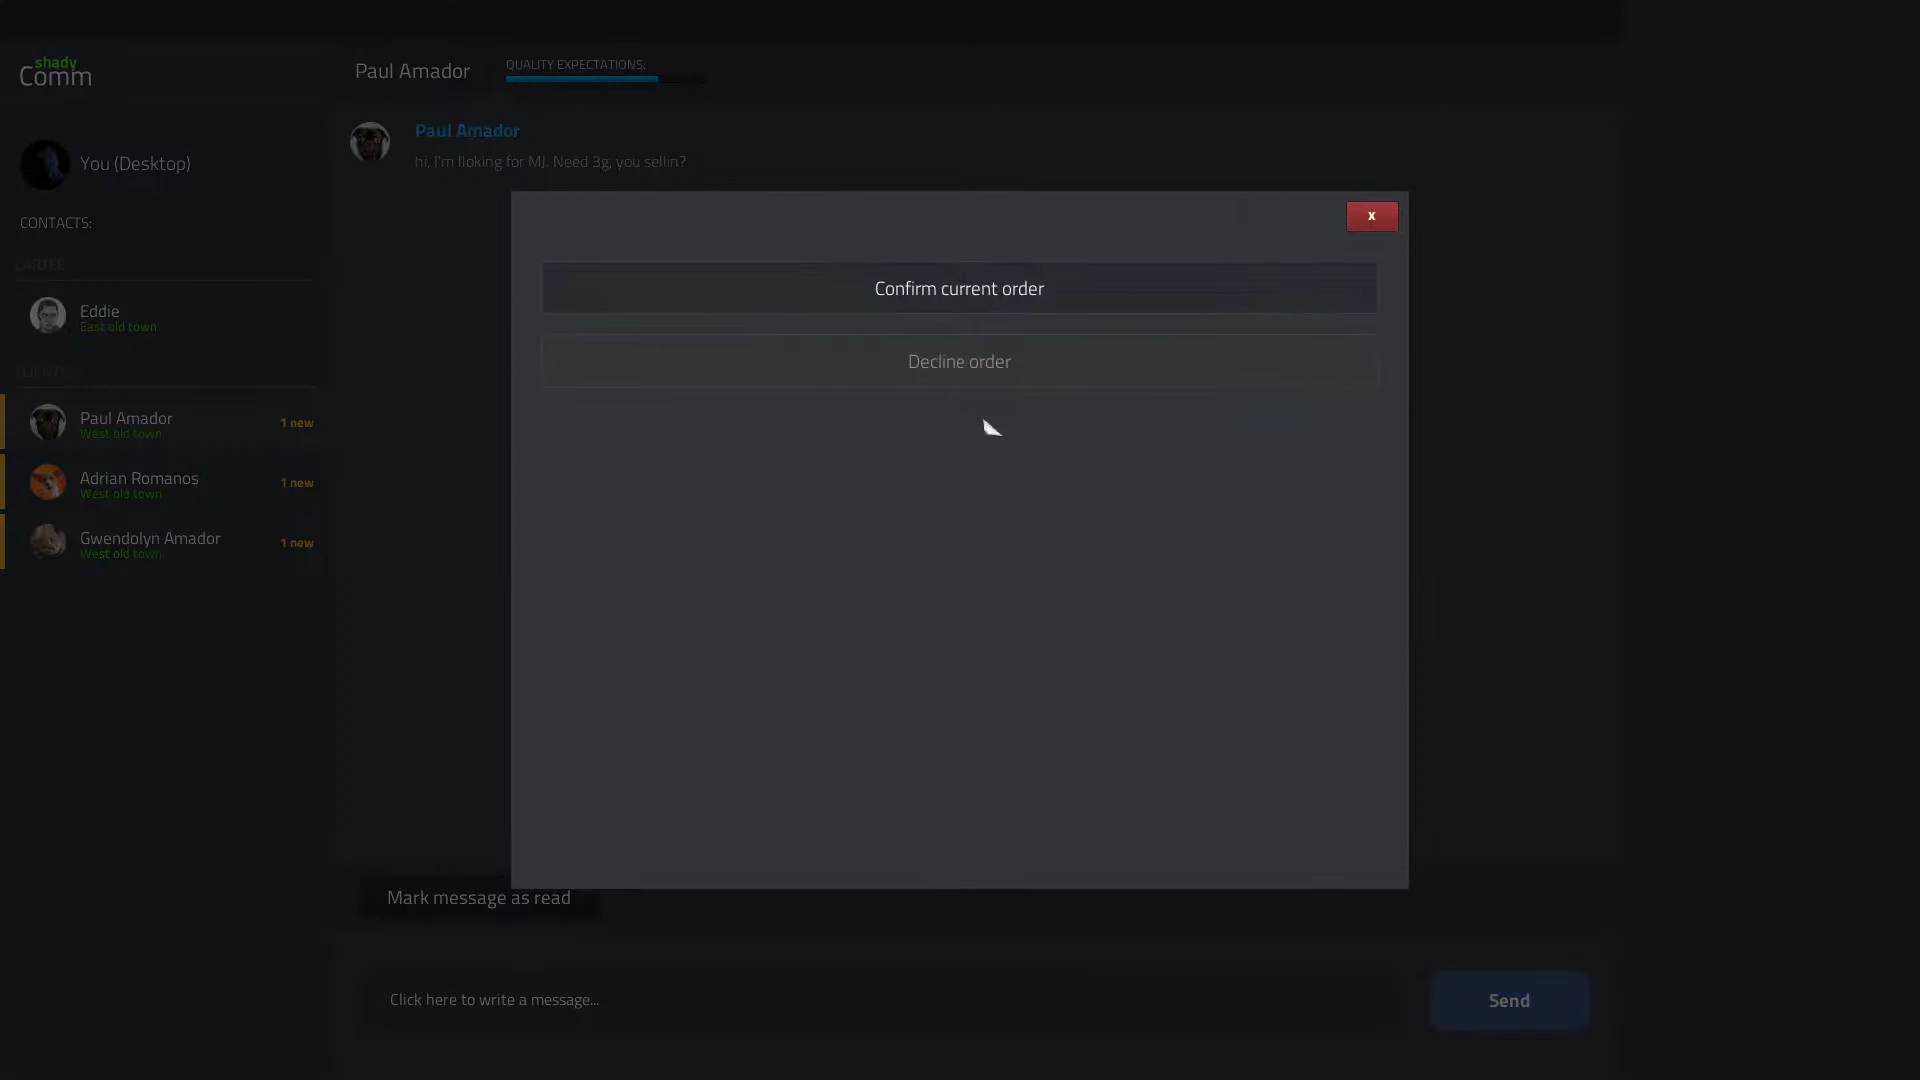 shady
Comm
Paul Amador
QUALITY EXPECTATIONS:
Paul Amador
hi, I'm lloking for MJ. Need 3g, you sellin?
You (Desktop)
CONTACTS:
CARTEL
Eddie
East old town
CLIENTS
Paul Amador
West old town
1 new
Adrian Romanos
West old town
1 new
Gwendolyn Amador
West old town
1 new
x
Confirm current order
Decline order
Mark message as read
Click here to write a message...
Send